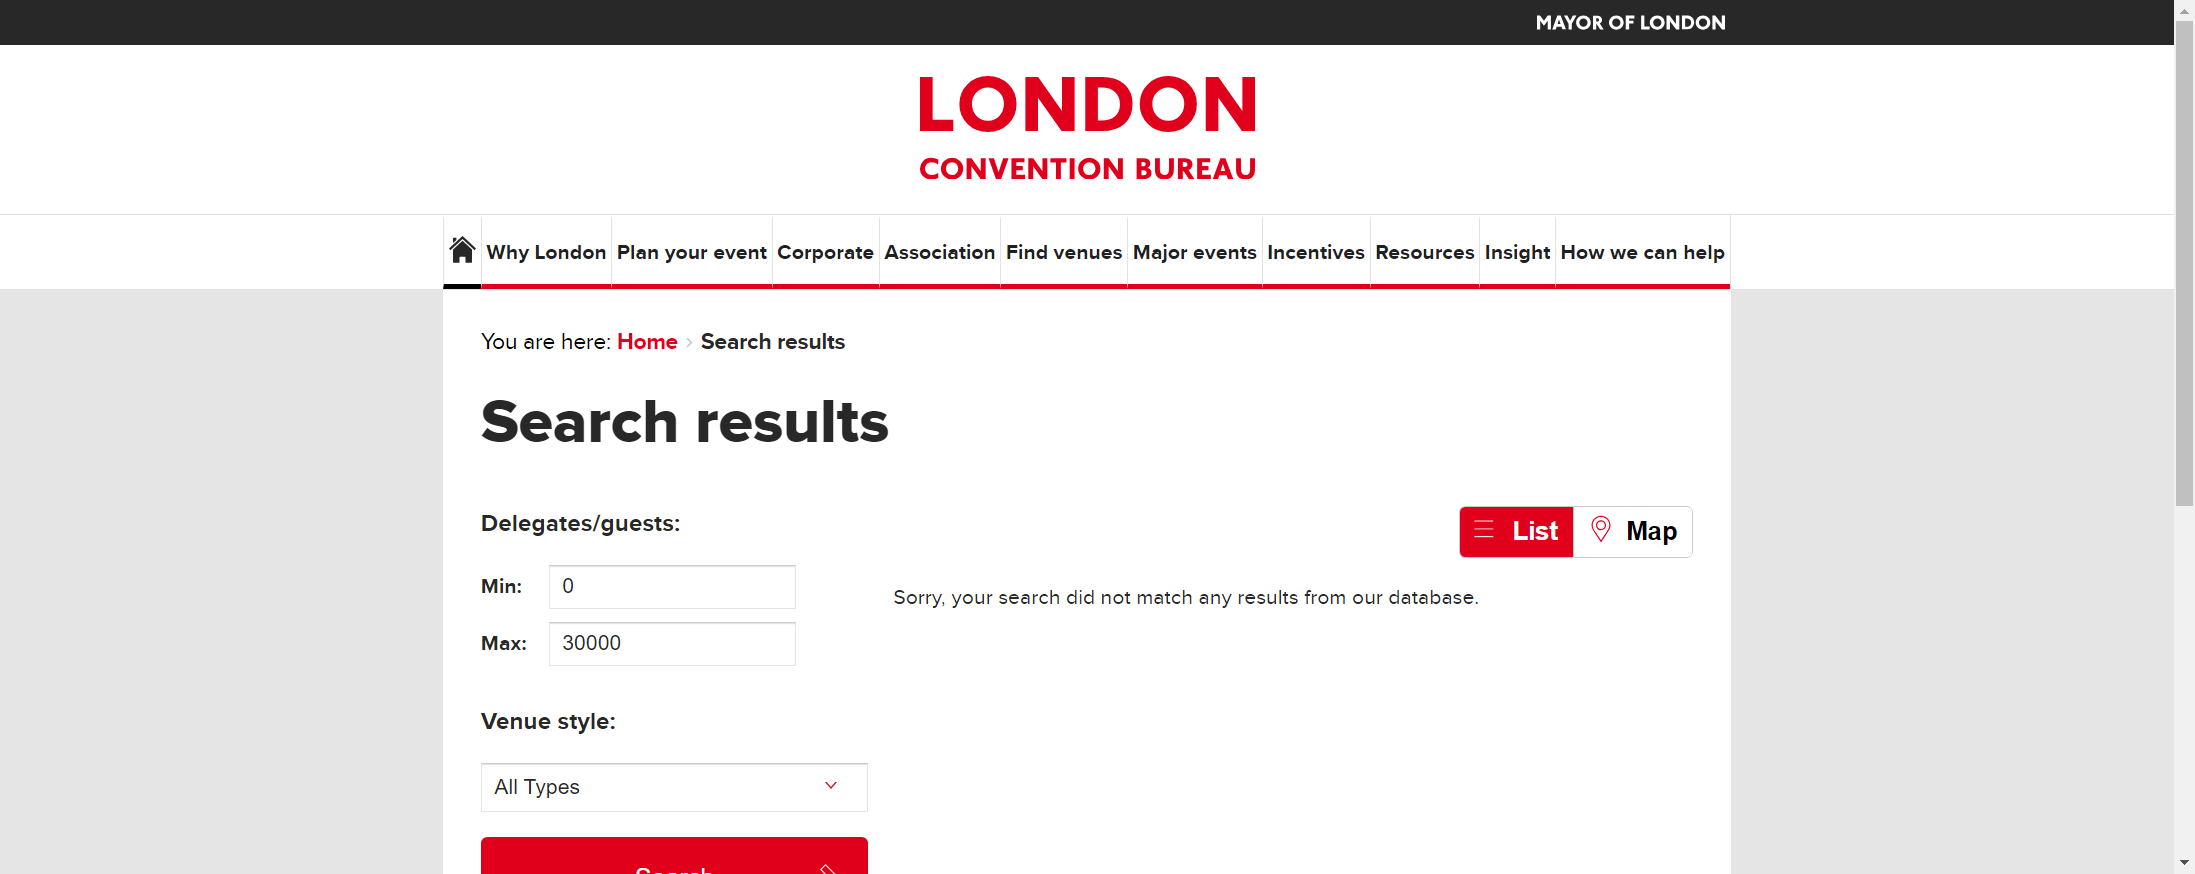 MAYOR OF LONDON
LONDON
CONVENTION BUREAU
Why London Plan your event Corporate Association Find venues Major events Incentives Resources Insight How we can help
You are here: Home › Search results
Search results
Delegates/guests:
List Map
Min: 0
Sorry, your search did not match any results from our database.
Max: 30000
Venue style:
All Types
Search